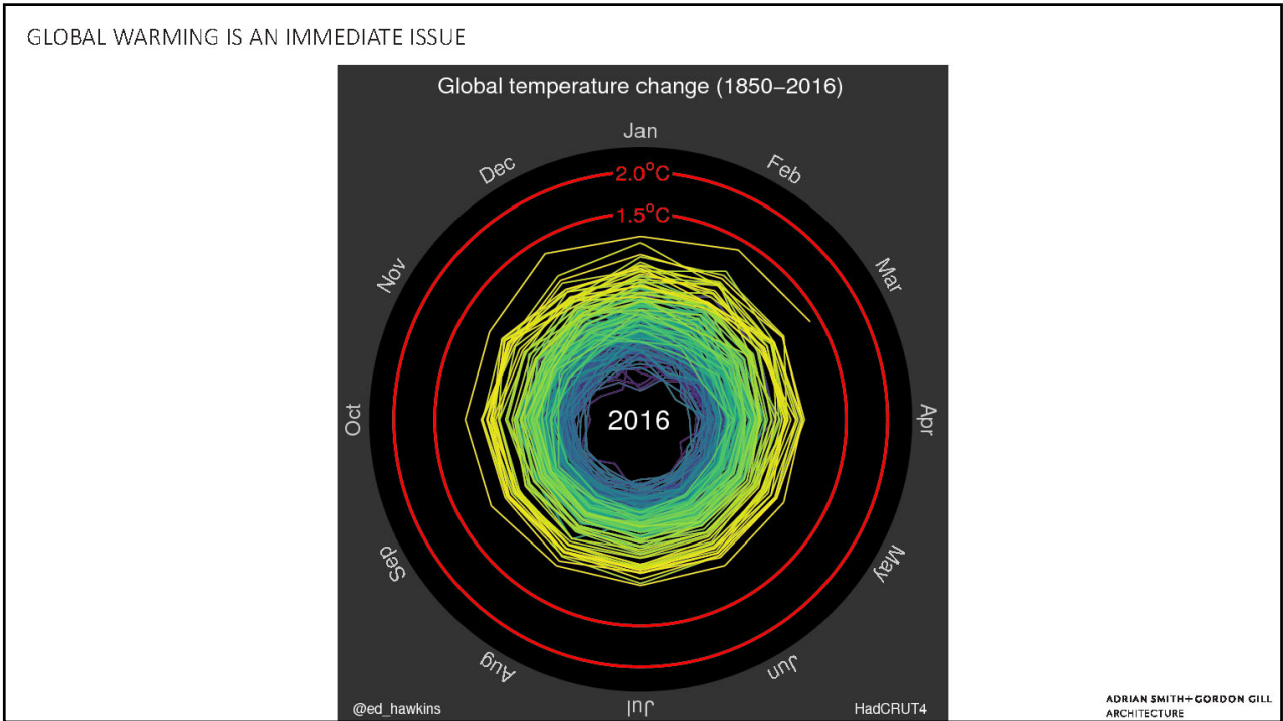 GLOBAL WARMING IS AN IMMEDIATE ISSUE
Global temperature change (1850–2016)
Jan
Feb
Mar
Apr
May
Jun
Jul
Aug
Sep
Oct
Nov
Dec
2.0°C
1.5°C
2016
@ed_hawkins
HadCRUT4
ADRIAN SMITH+GORDON GILL
ARCHITECTURE